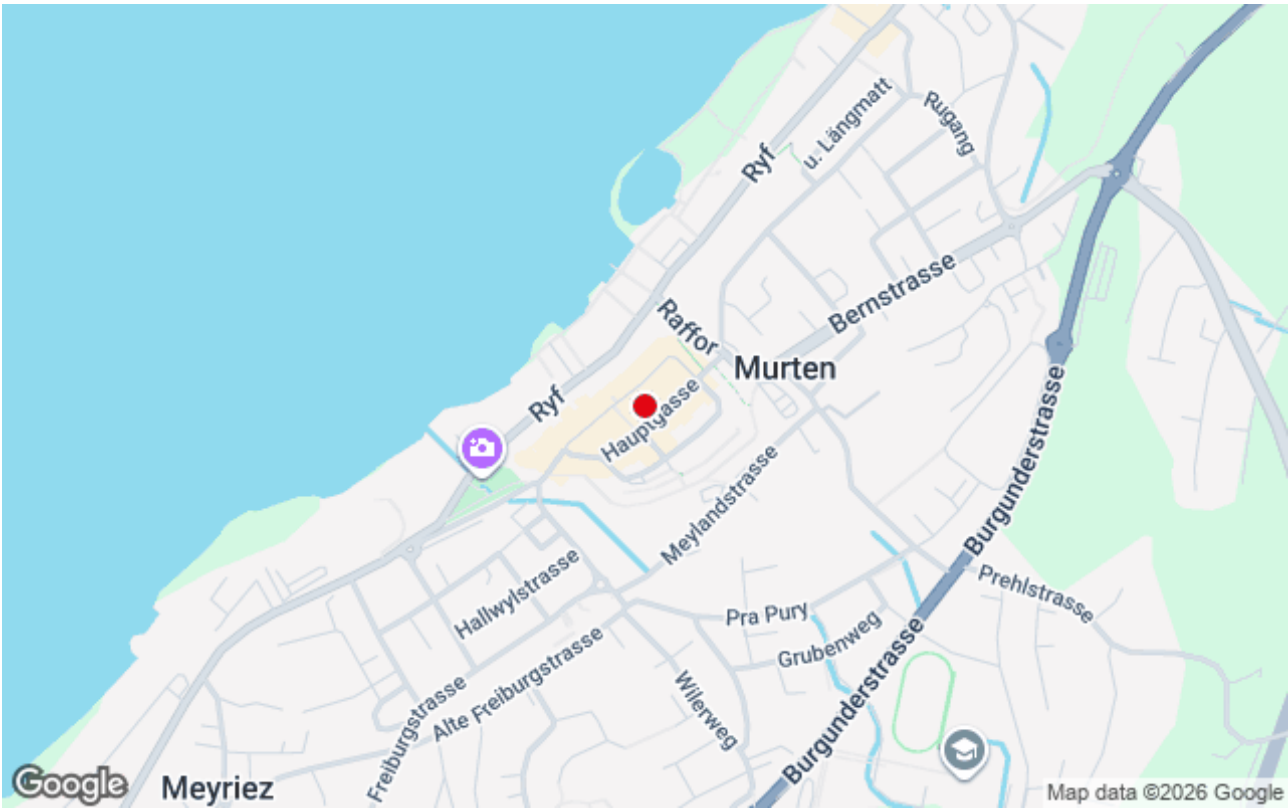 u. Längmatt
Rugang
Ryf
Bernstrasse
Raffor
Murten
Ryf
Hauptgasse
Burgunderstrasse
Meylandstrasse
Prehlstrasse
Hallwylstrasse
Pra Pury
Grubenweg
Alte Freiburgstrasse
Freiburgstrasse
Wilerweg
Burgunderstrasse
Meyriez
Google
Map data ©2026 Google